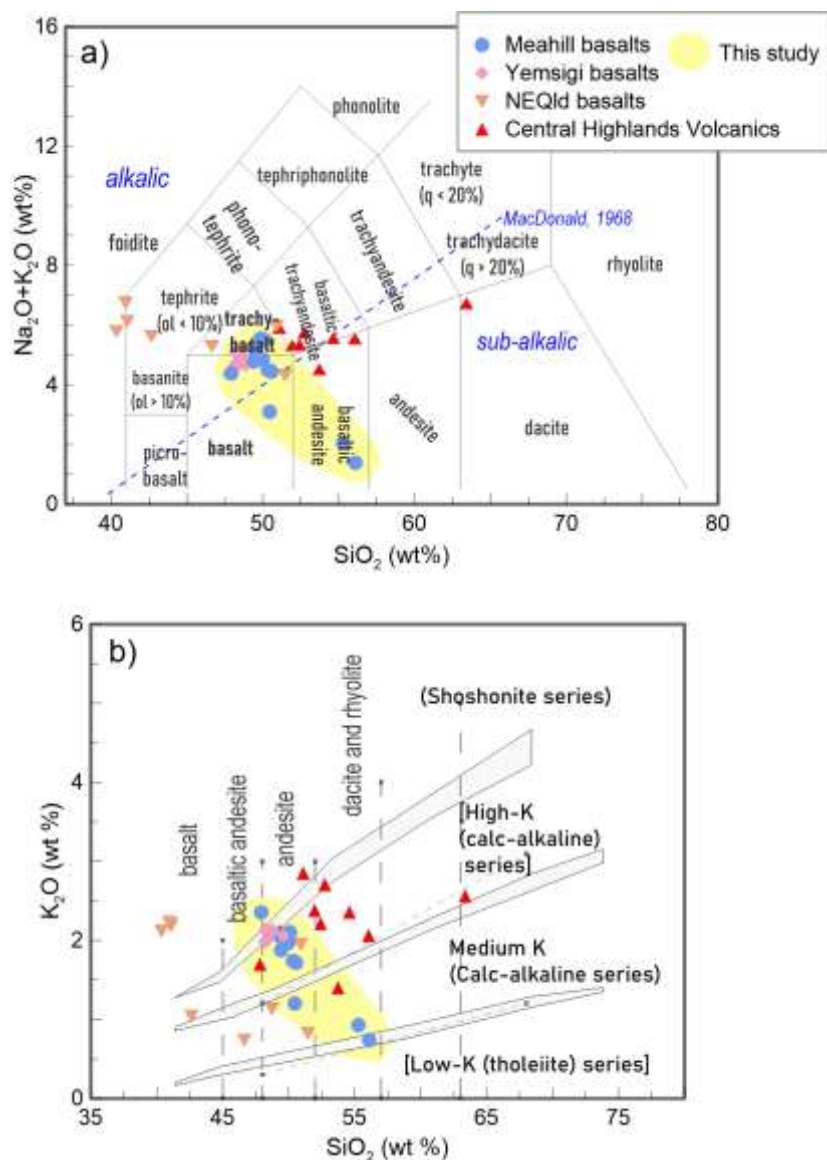 a)
Meahill basalts
Yemsigi basalts
NEQld basalts
Central Highlands Volcanics
This study
16
12
8
4
0
Na₂O+K₂O (wt%)
alkalic
phonolite
tephriphonolite
trachyte
(q < 20%)
MacDonald, 1968
foidite
phono-
tephrite
trachyandesite
trachydacite
(q > 20%)
rhyolite
tephrite
(ol < 10%)
trachy-
basalt
basaltic
trachyandesite
sub-alkalic
basanite
(ol > 10%)
picro-
basalt
basalt
basaltic
andesite
andesite
dacite
40
50
60
70
80
SiO₂ (wt%)
b)
6
4
2
0
K₂O (wt %)
basalt
basaltic andesite
andesite
dacite and rhyolite
(Shoshonite series)
[High-K
(calc-alkaline)
series]
Medium K
(Calc-alkaline series)
[Low-K (tholeiite) series]
35
45
55
65
75
SiO₂ (wt %)